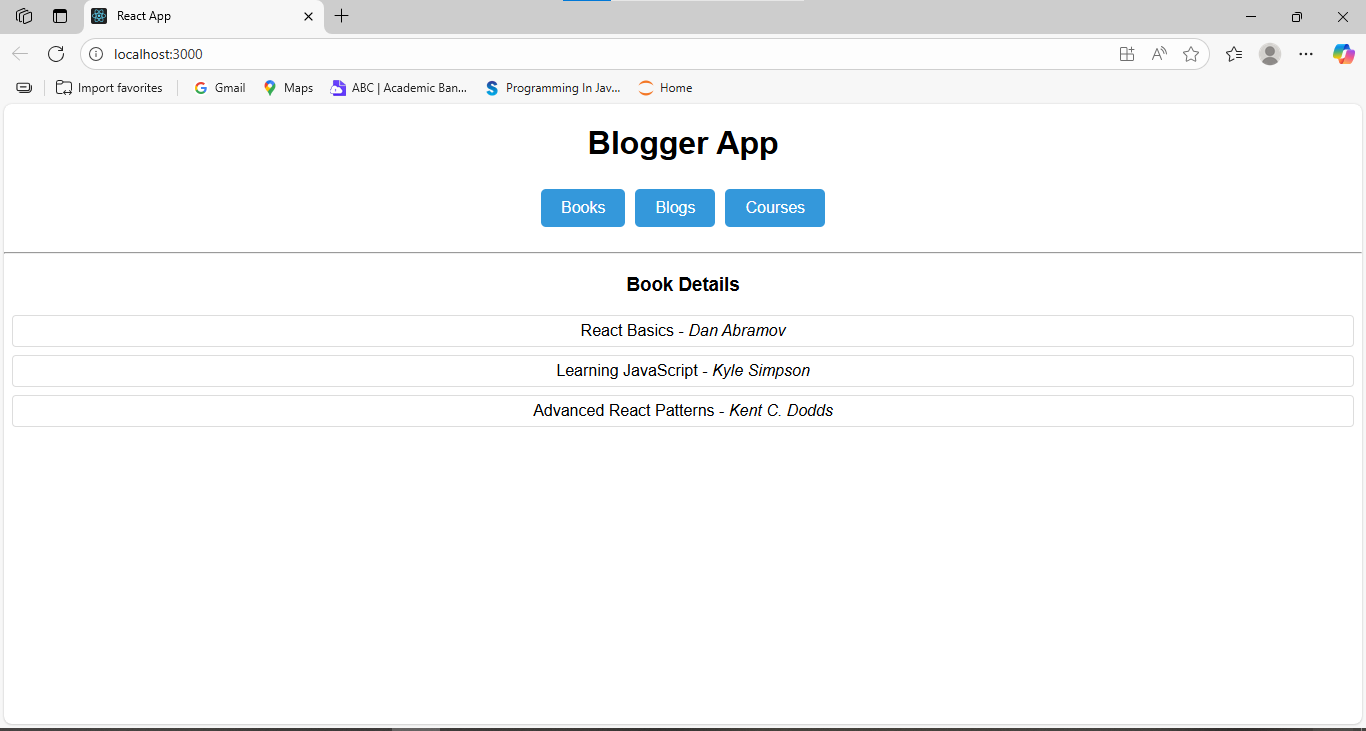 React App
localhost:3000
Import favorites
Gmail
Maps
ABC | Academic Ban...
Programming In Jav...
Home
Blogger App
Books
Blogs
Courses
Book Details
React Basics - Dan Abramov
Learning JavaScript - Kyle Simpson
Advanced React Patterns - Kent C. Dodds